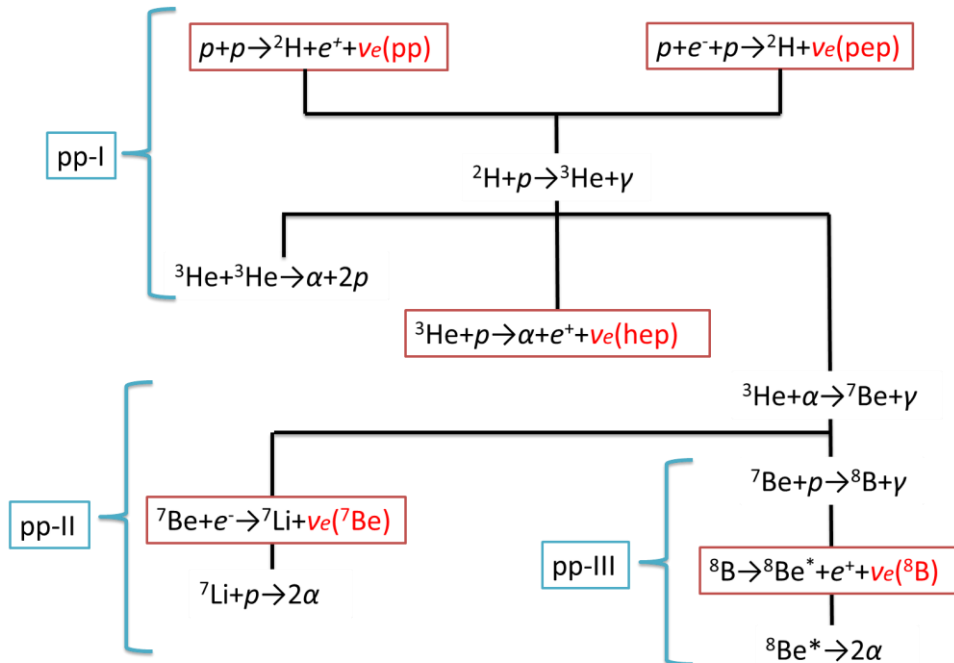 p+p→²H+e⁺+νe(pp)
p+e⁻+p→²H+νe(pep)
pp-I
²H+p→³He+γ
³He+³He→α+2p
³He+p→α+e⁺+νe(hep)
³He+α→⁷Be+γ
⁷Be+p→⁸B+γ
pp-II
⁷Be+e⁻→⁷Li+νe(⁷Be)
pp-III
⁸B→⁸Be*+e⁺+νe(⁸B)
⁷Li+p→2α
⁸Be*→2α